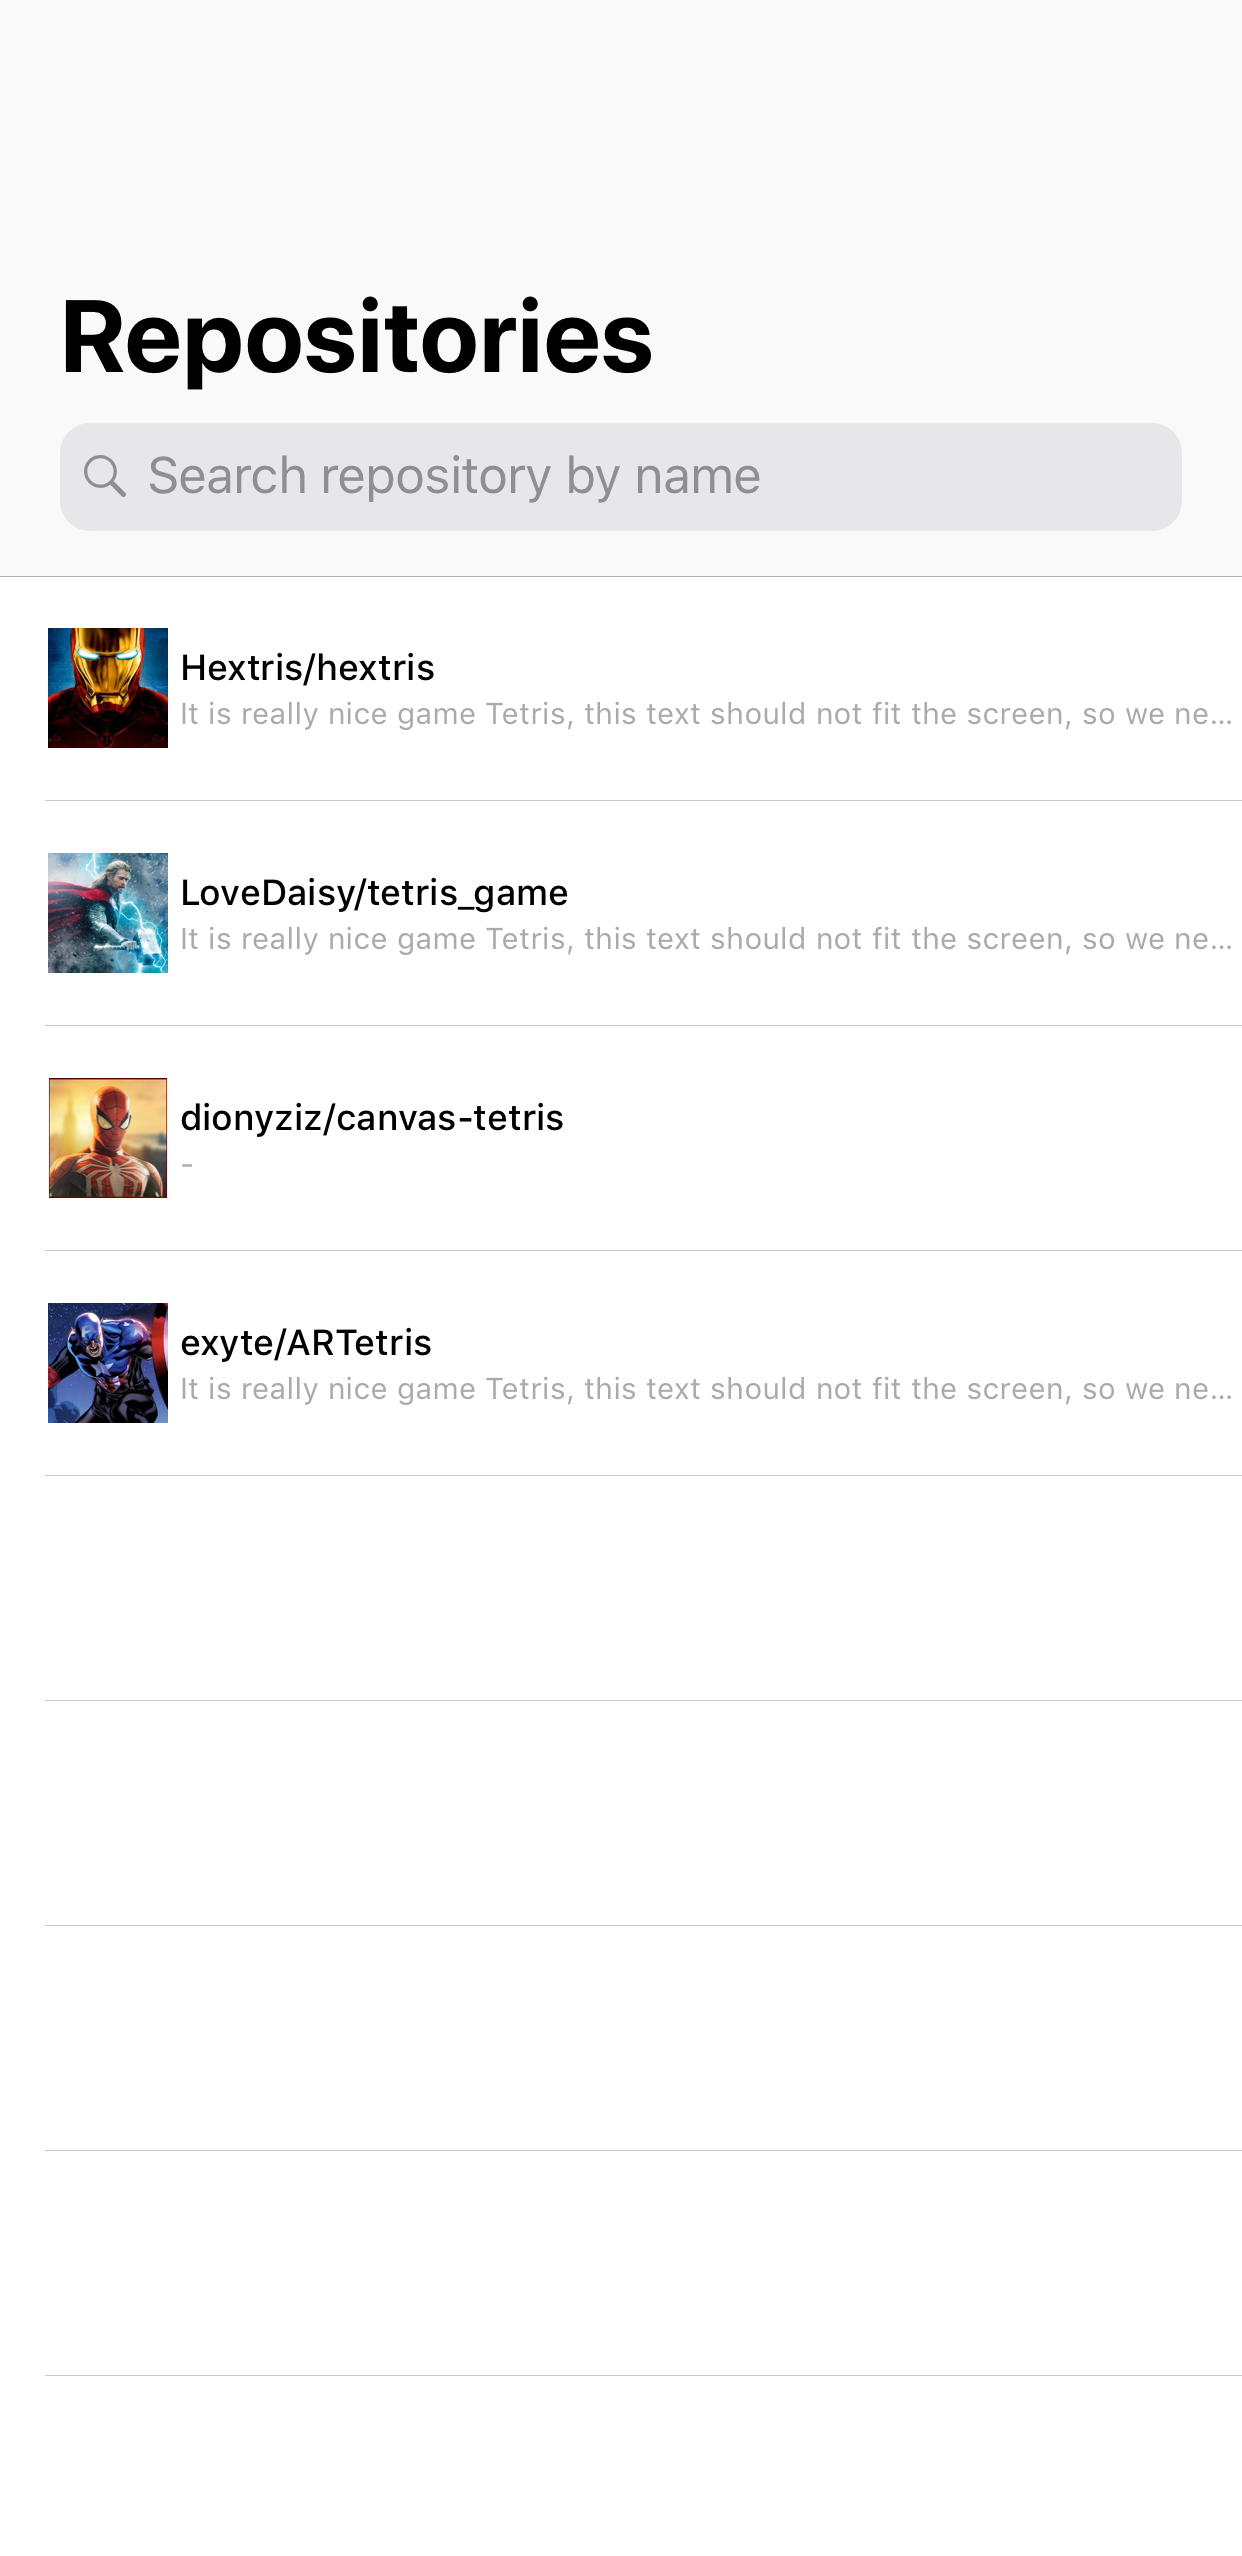 Repositories
Search repository by name
Hextris/hextris
It is really nice game Tetris, this text should not fit the screen, so we ne...
LoveDaisy/tetris_game
It is really nice game Tetris, this text should not fit the screen, so we ne...
dionyziz/canvas-tetris
-
exyte/ARTetris
It is really nice game Tetris, this text should not fit the screen, so we ne...